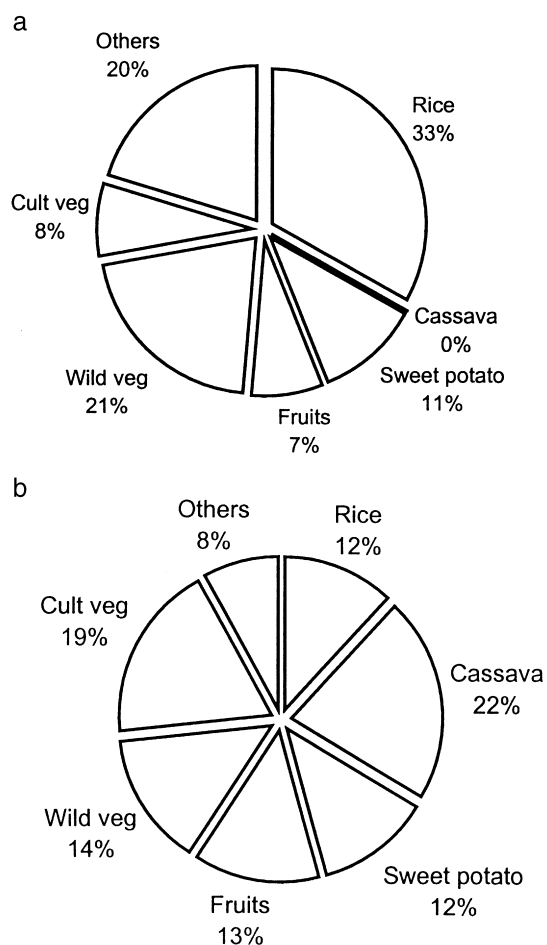 a
Others
20%
Rice
33%
Cult veg
8%
Cassava
0%
Wild veg
21%
Sweet potato
11%
Fruits
7%
b
Others
8%
Rice
12%
Cult veg
19%
Cassava
22%
Wild veg
14%
Sweet potato
12%
Fruits
13%